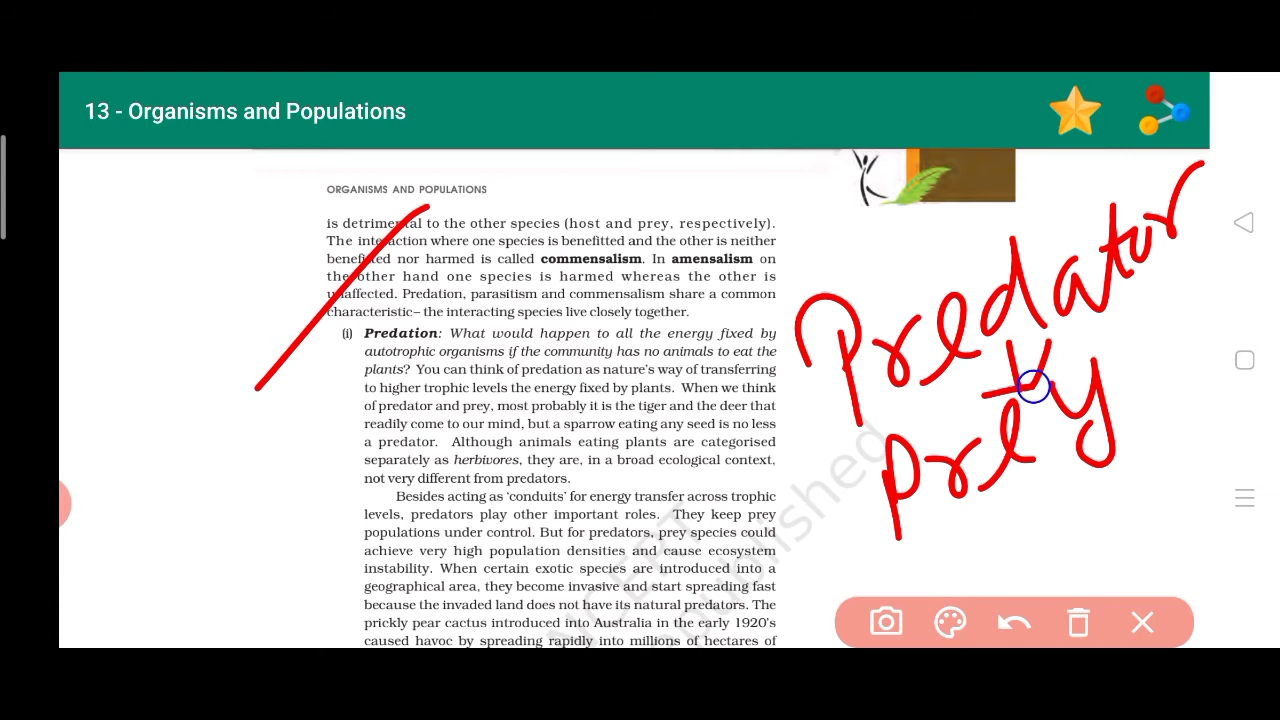 13 - Organisms and Populations
ORGANISMS AND POPULATIONS
is detrimental to the other species (host and prey, respectively).
The interaction where one species is benefitted and the other is neither
benefitted nor harmed is called commensalism. In amensalism on
the other hand one species is harmed whereas the other is
unaffected. Predation, parasitism and commensalism share a common
characteristic– the interacting species live closely together.
(i) Predation: What would happen to all the energy fixed by
autotrophic organisms if the community has no animals to eat the
plants? You can think of predation as nature's way of transferring
to higher trophic levels the energy fixed by plants. When we think
of predator and prey, most probably it is the tiger and the deer that
readily come to our mind, but a sparrow eating any seed is no less
a predator. Although animals eating plants are categorised
separately as herbivores, they are, in a broad ecological context,
not very different from predators.
Besides acting as 'conduits' for energy transfer across trophic
levels, predators play other important roles. They keep prey
populations under control. But for predators, prey species could
achieve very high population densities and cause ecosystem
instability. When certain exotic species are introduced into a
geographical area, they become invasive and start spreading fast
because the invaded land does not have its natural predators. The
prickly pear cactus introduced into Australia in the early 1920's
caused havoc by spreading rapidly into millions of hectares of
Predator
prey
NCERT
published